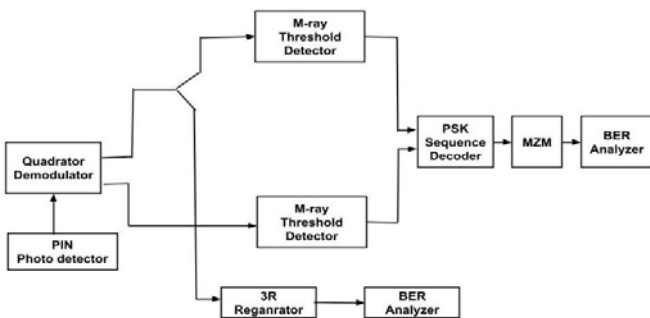 M-ray
Threshold
Detector
PSK
Sequence
Decoder
MZM
BER
Analyzer
Quadrator
Demodulator
M-ray
Threshold
Detector
PIN
Photo detector
3R
Reganrator
BER
Analyzer